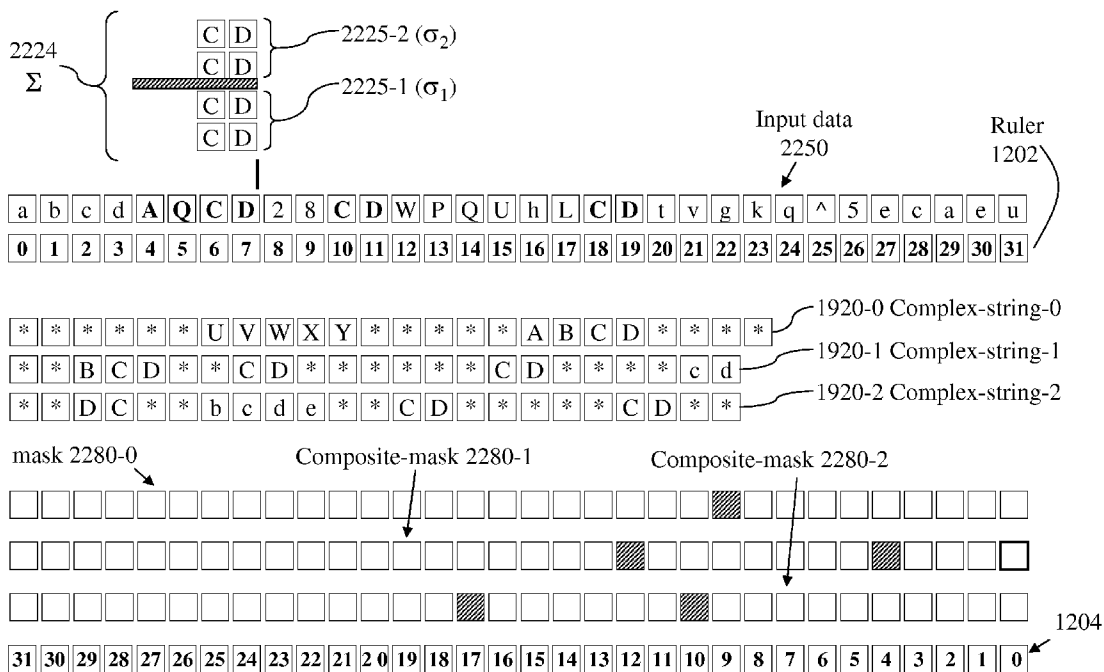 C D 2225-2 (σ2)
2224 C D
Σ C D 2225-1 (σ1)
C D
Input data
2250
Ruler
1202
a b c d A Q C D 2 8 C D W P Q U h L C D t v g k q ^ 5 e c a e u
0 1 2 3 4 5 6 7 8 9 10 11 12 13 14 15 16 17 18 19 20 21 22 23 24 25 26 27 28 29 30 31
* * * * * * U V W X Y * * * * * A B C D * * * * 1920-0 Complex-string-0
* * B C D * * C D * * * * * * C D * * * * c d 1920-1 Complex-string-1
* * D C * * b c d e * * C D * * * * * C D * * 1920-2 Complex-string-2
mask 2280-0 Composite-mask 2280-1 Composite-mask 2280-2
1204
31 30 29 28 27 26 25 24 23 22 21 2 0 19 18 17 16 15 14 13 12 11 10 9 8 7 6 5 4 3 2 1 0